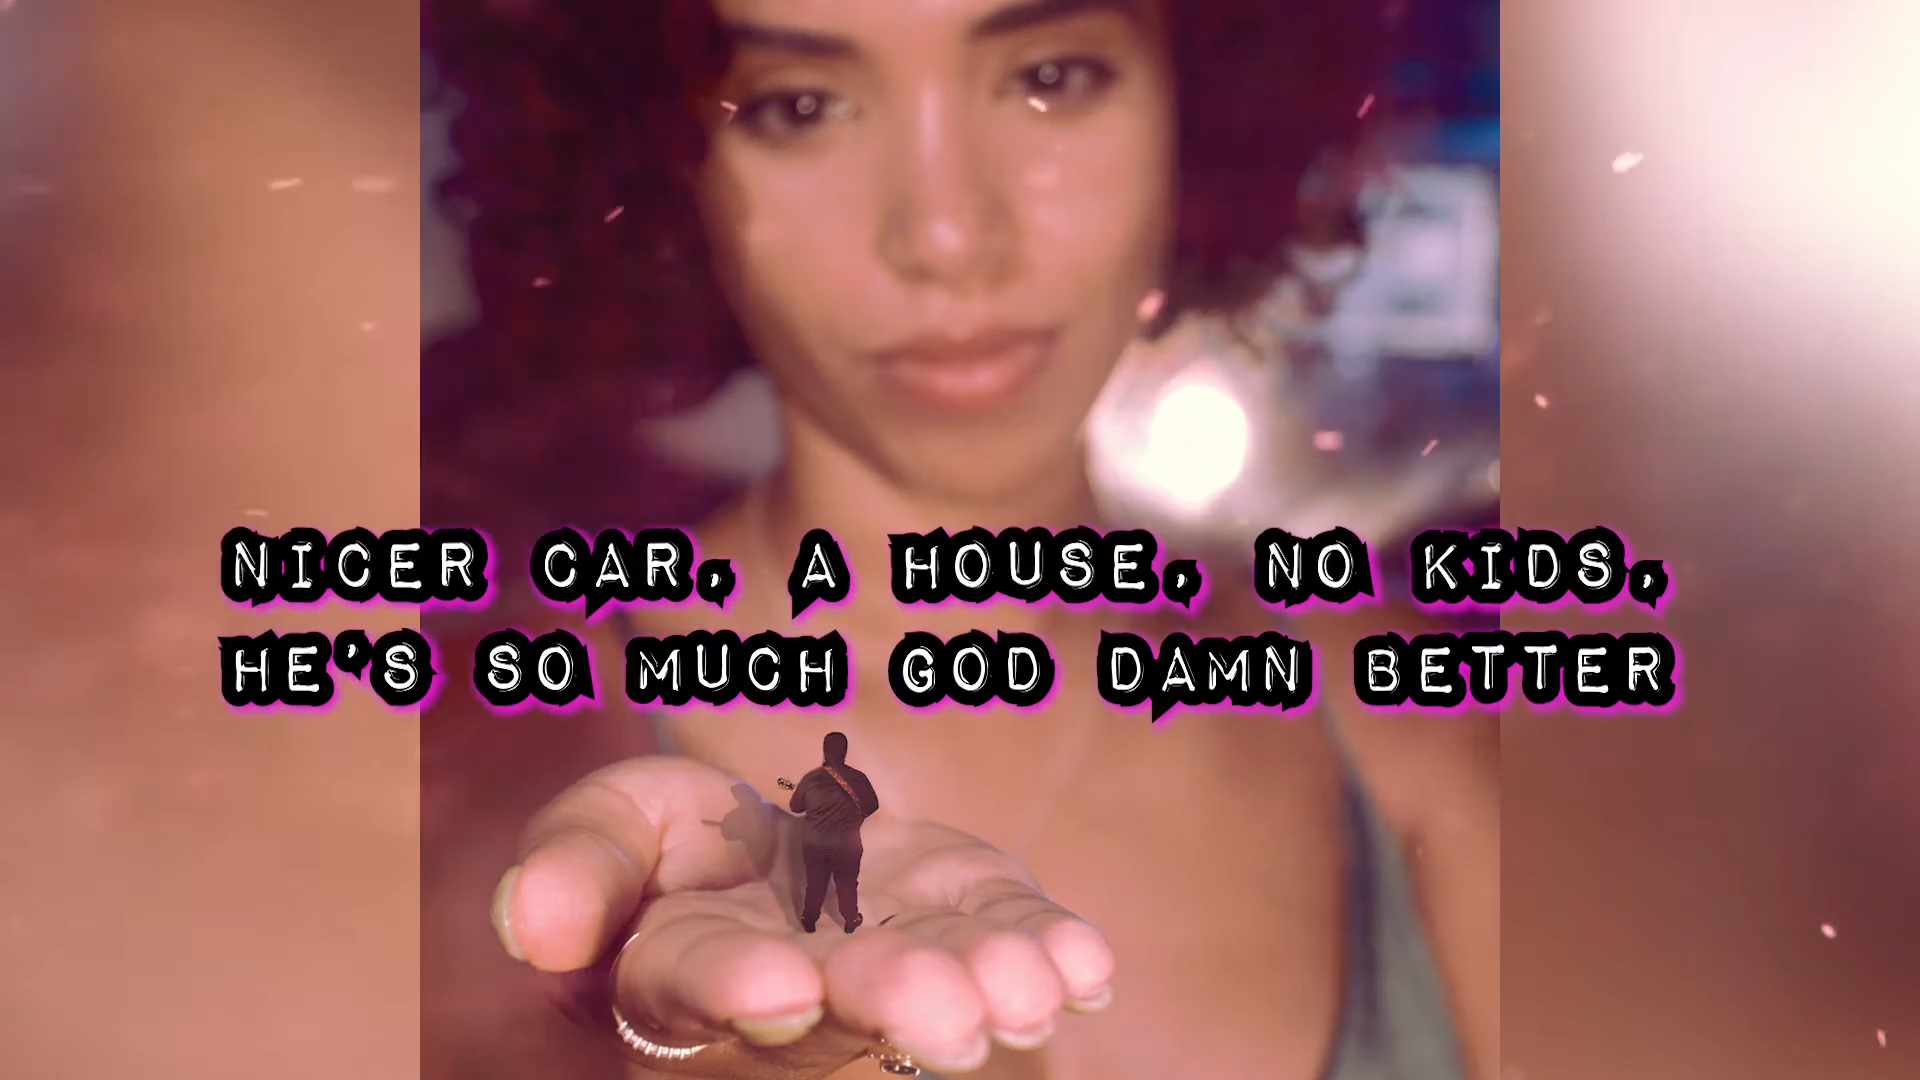 NICER CAR, A HOUSE, NO KIDS,
HE'S SO MUCH GOD DAMN BETTER